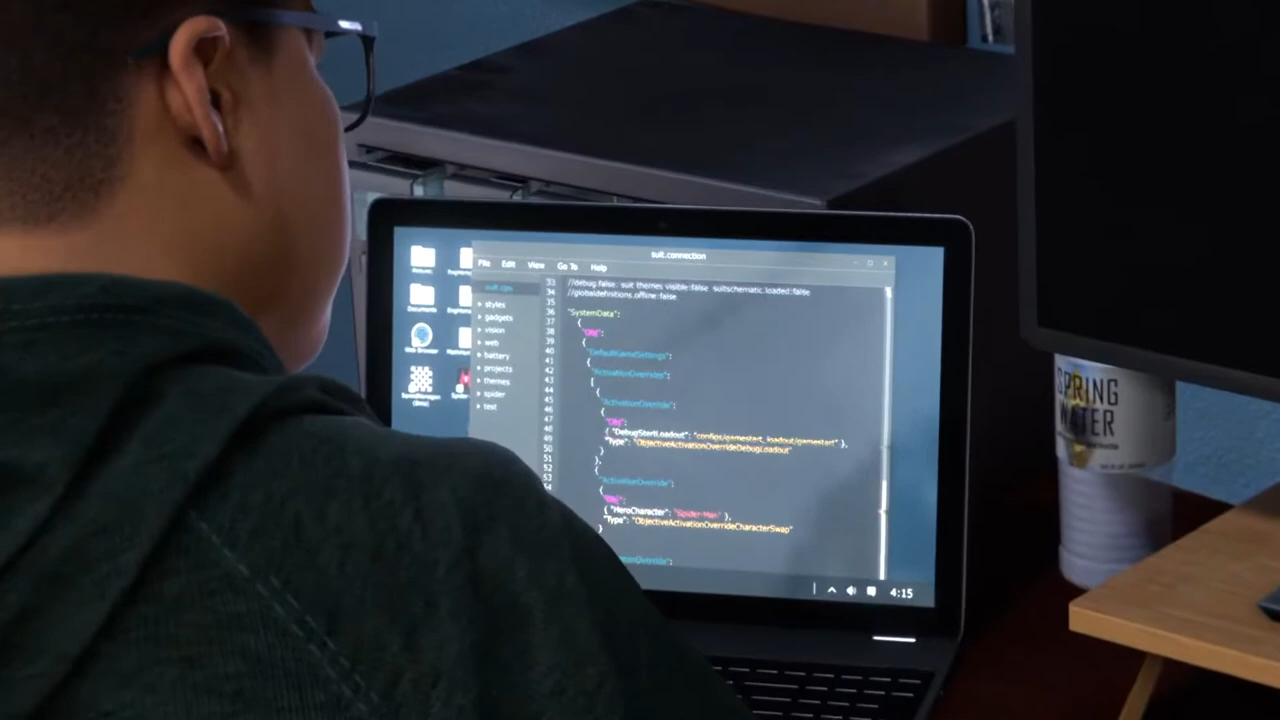 suit.connection
File Edit View Go To Help
styles
gadgets
vision
web
battery
projects
themes
spider
test
Documents
Web Browser
33 //debug.false: suit themes visible:false suitschematic.loaded::false
34 //globaldefinitions.offline::false
35
36 "SystemData":
37 {
38 "Obj":
39 {
40 "DefaultGameSettings":
41 {
42 "ActivationOverrides":
43 [
44 {
45 "ActivationOverride":
46 {
47 "Obj":
48 { "DebugStartLoadout": "configs/gamestart_loadout/gamestart" },
49 "Type": "ObjectiveActivationOverrideDebugLoadout"
50 }
51 },
52 {
53 "ActivationOverride":
54 {
"Obj":
{ "HeroCharacter": "Spider-Man" },
"Type": "ObjectiveActivationOverrideCharacterSwap"
}
4:15
SPRING
WATER